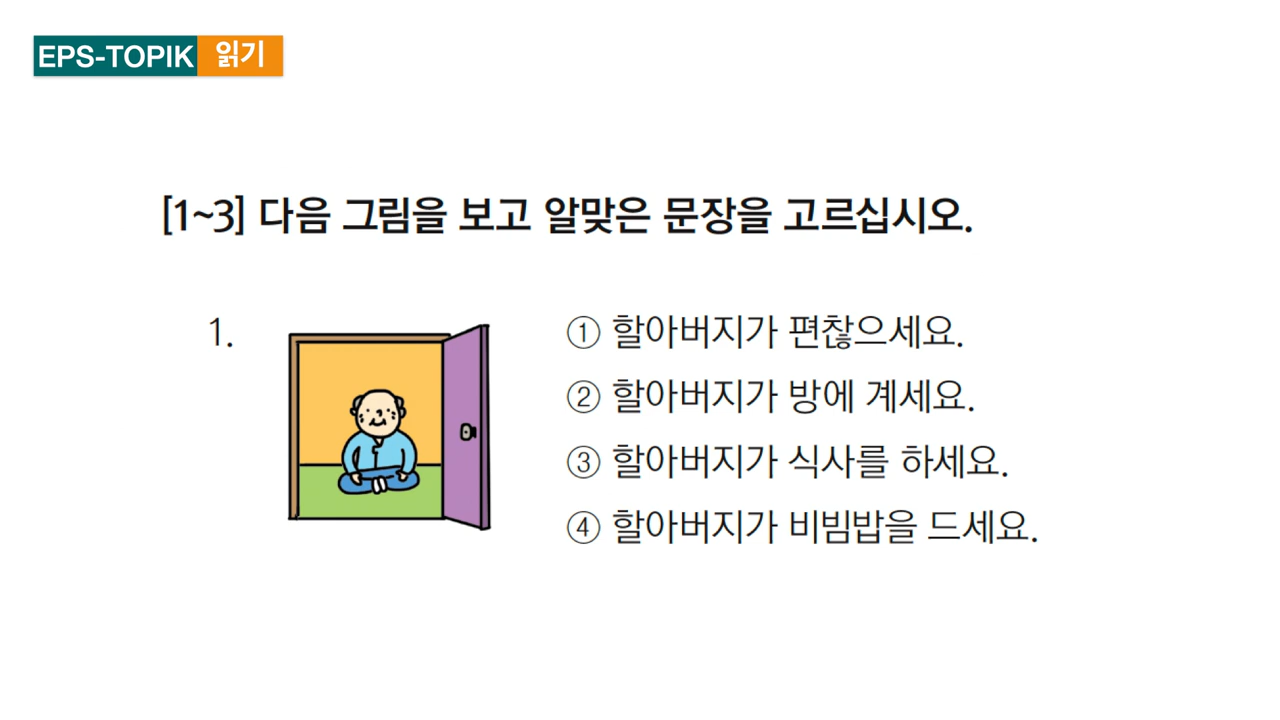 EPS-TOPIK 읽기
[1~3] 다음 그림을 보고 알맞은 문장을 고르십시오.
1.
① 할아버지가 편찮으세요.
② 할아버지가 방에 계세요.
③ 할아버지가 식사를 하세요.
④ 할아버지가 비빔밥을 드세요.